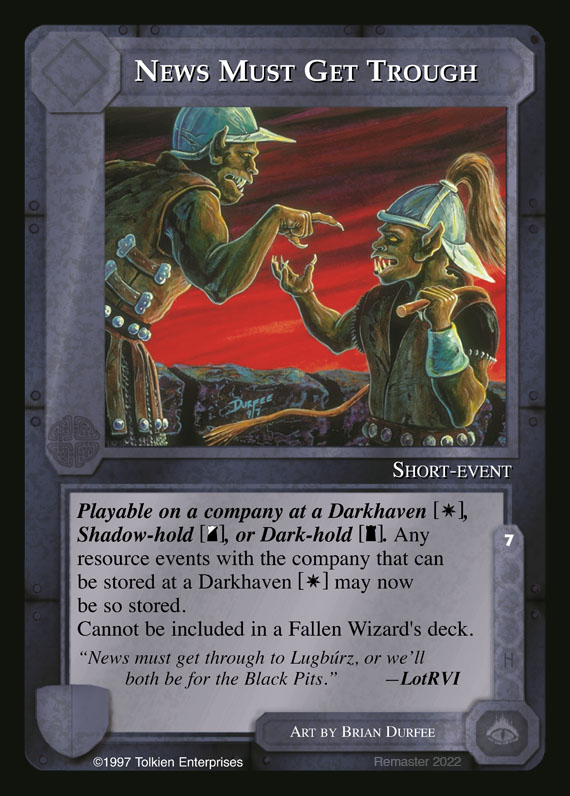 News Must Get Trough
Durfee
97
Short-event
Playable on a company at a Darkhaven [✶],
Shadow-hold [], or Dark-hold []. Any
resource events with the company that can
be stored at a Darkhaven [✶] may now
be so stored.
Cannot be included in a Fallen Wizard's deck.
7
“News must get through to Lugbúrz, or we’ll
both be for the Black Pits.” —LotRVI
H
Art by Brian Durfee
©1997 Tolkien Enterprises
Remaster 2022